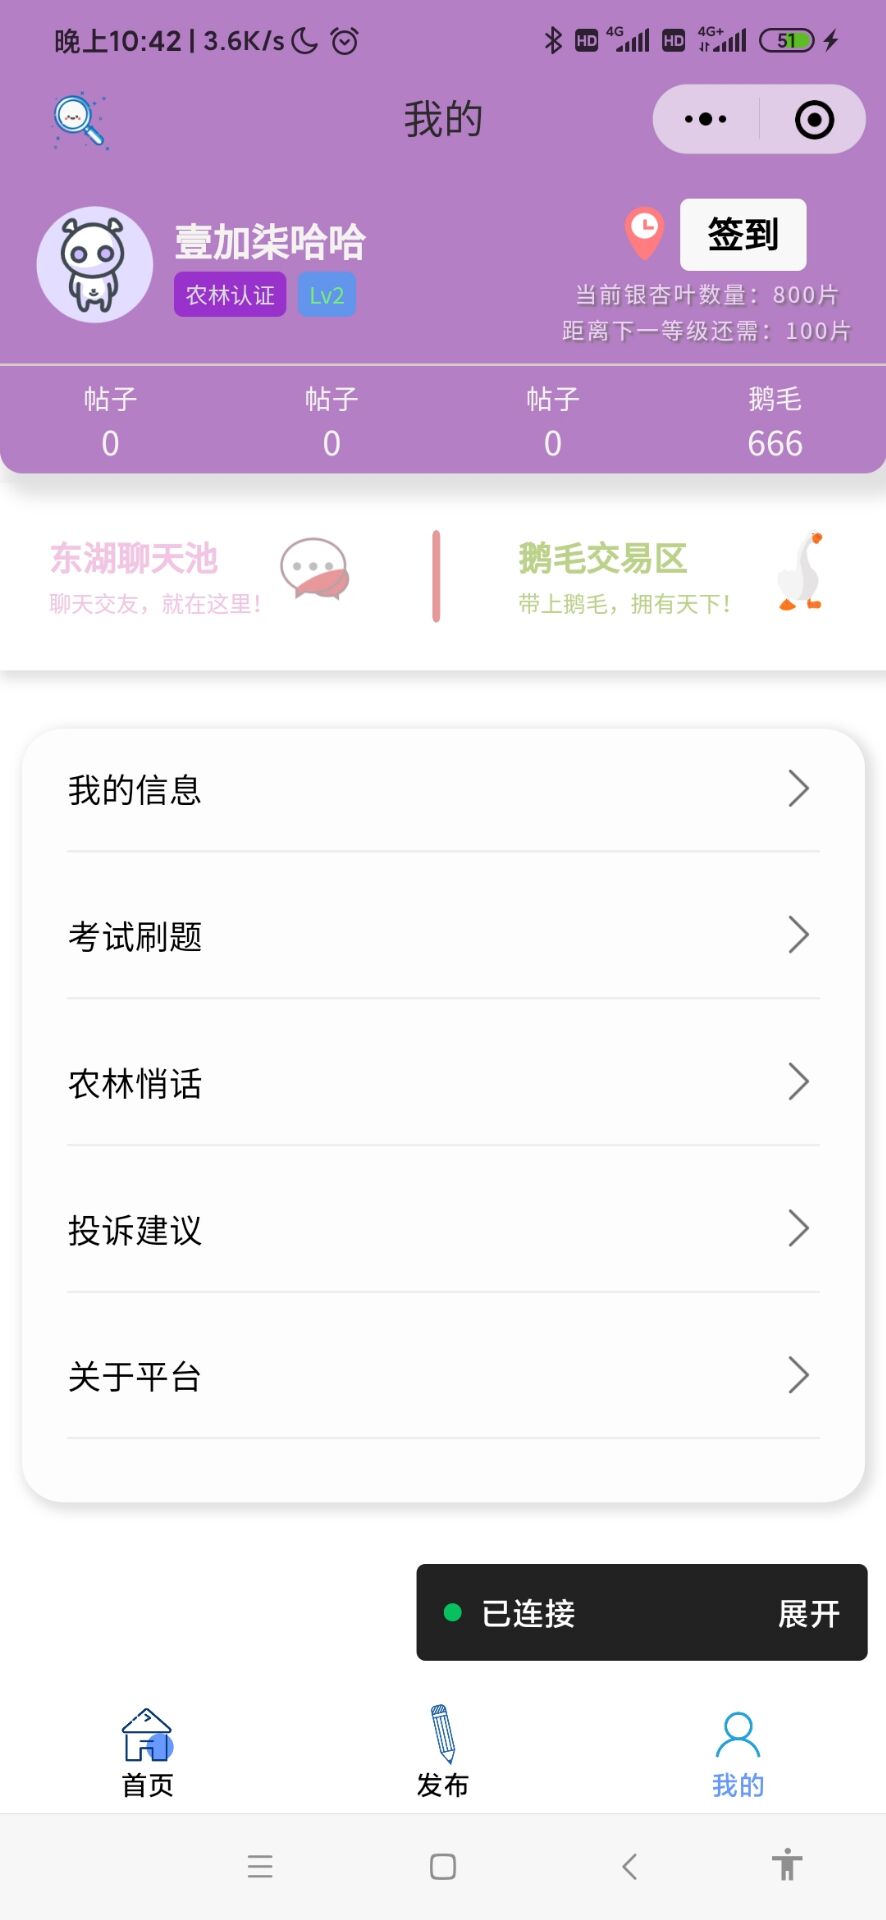 晚上10:42 | 3.6K/s HD 4G HD 4G+ 51
我的
壹加柒哈哈
签到
农林认证 Lv2
当前银杏叶数量：800片
距离下一等级还需：100片
帖子 帖子 帖子 鹅毛
0 0 0 666
东湖聊天池 鹅毛交易区
聊天交友，就在这里！ 带上鹅毛，拥有天下！
我的信息
考试刷题
农林悄话
投诉建议
关于平台
已连接 展开
首页 发布 我的